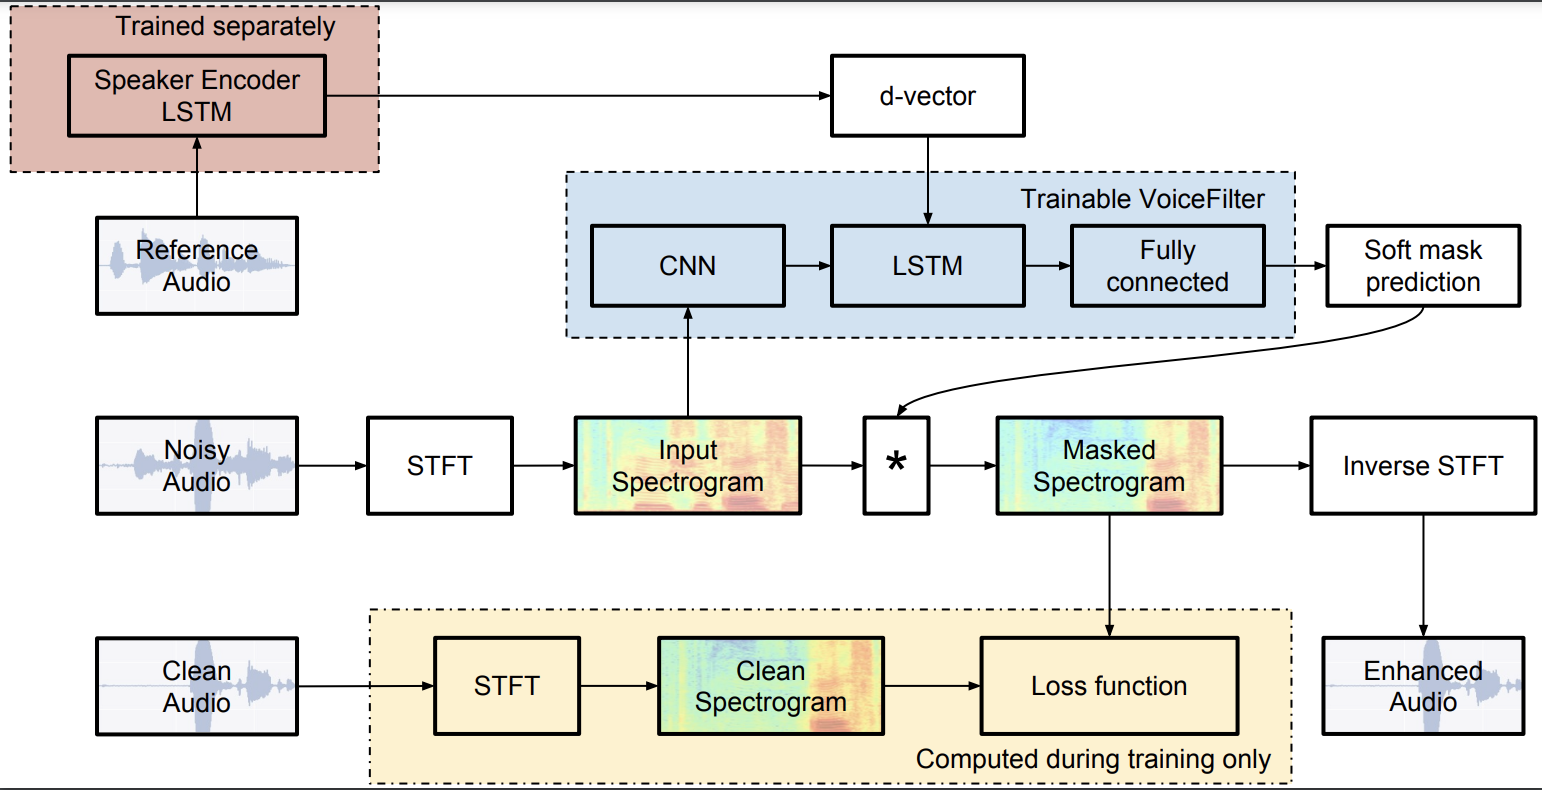 Trained separately
Speaker Encoder
LSTM
d-vector
Reference
Audio
Trainable VoiceFilter
CNN
LSTM
Fully
connected
Soft mask
prediction
Noisy
Audio
STFT
Input
Spectrogram
*
Masked
Spectrogram
Inverse STFT
Clean
Audio
STFT
Clean
Spectrogram
Loss function
Enhanced
Audio
Computed during training only